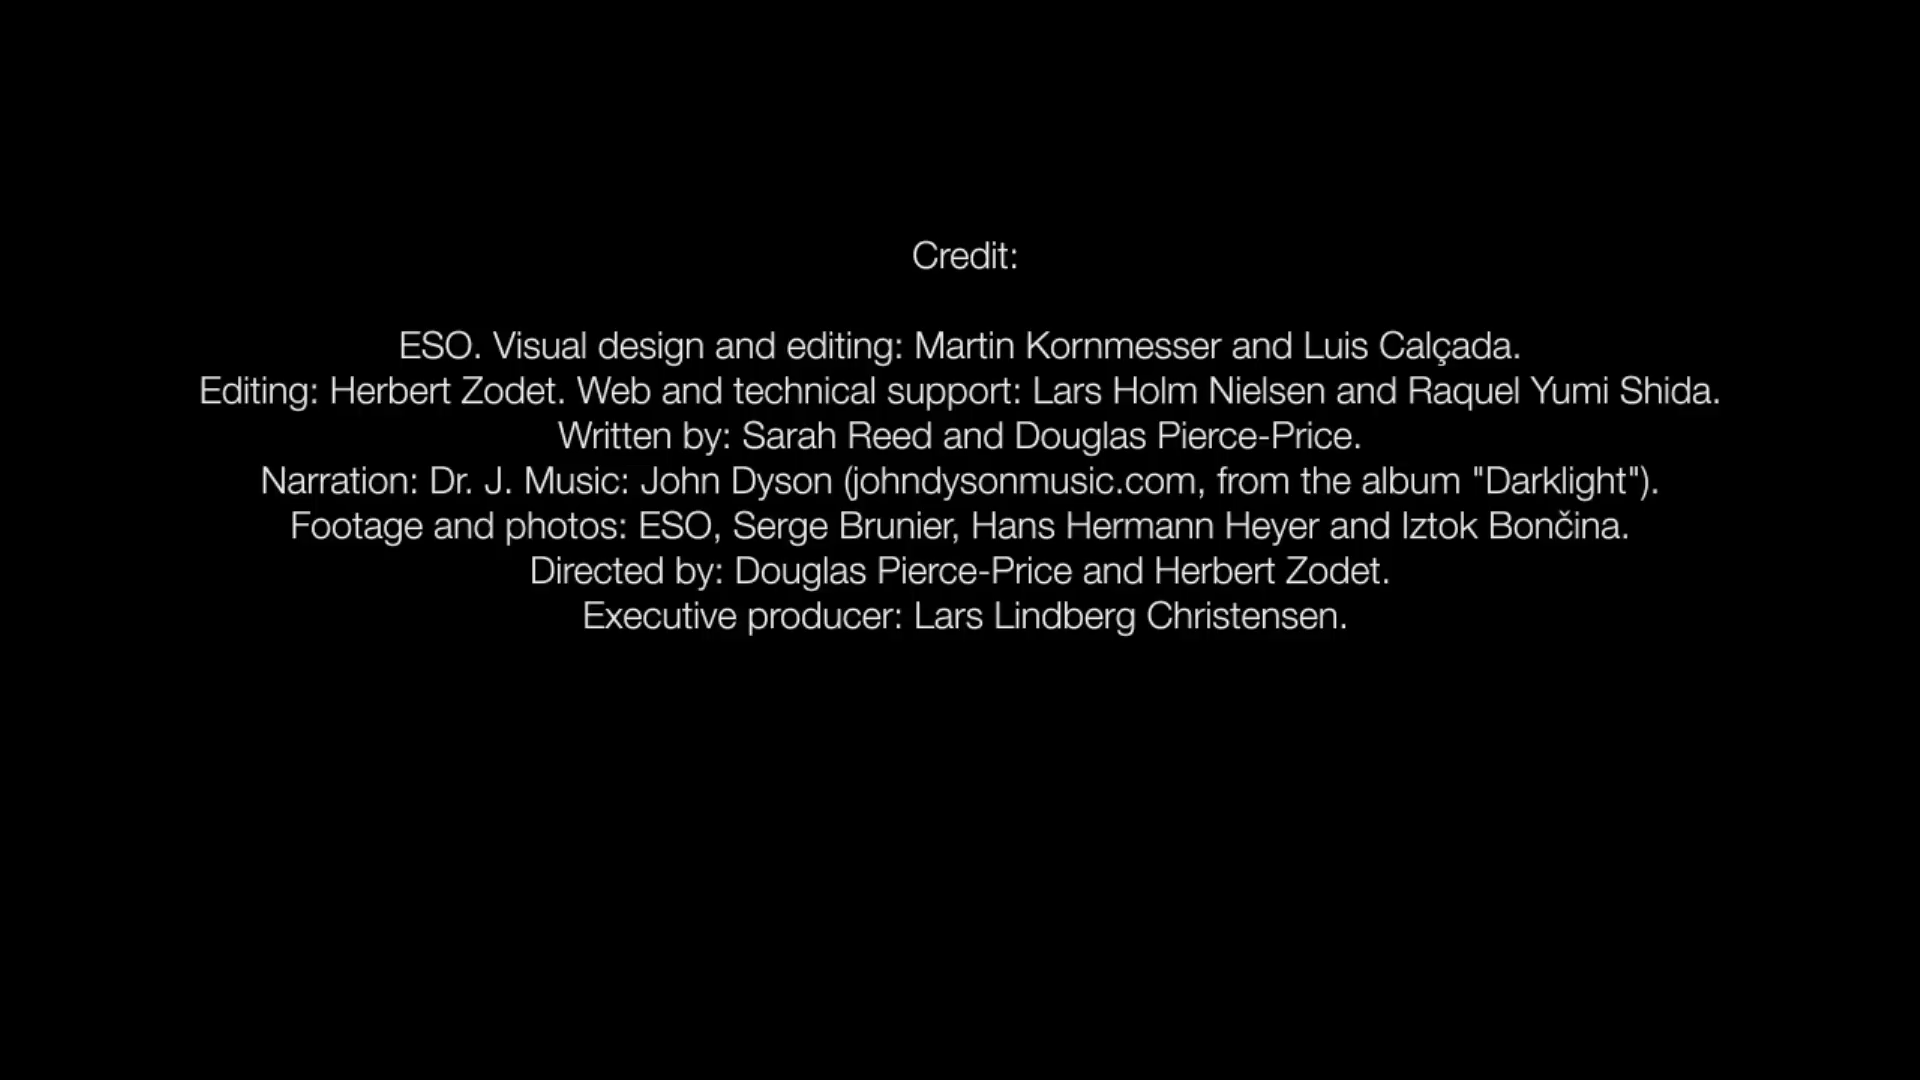 Credit:
ESO. Visual design and editing: Martin Kornmesser and Luis Calçada.
Editing: Herbert Zodet. Web and technical support: Lars Holm Nielsen and Raquel Yumi Shida.
Written by: Sarah Reed and Douglas Pierce-Price.
Narration: Dr. J. Music: John Dyson (johndysonmusic.com, from the album "Darklight").
Footage and photos: ESO, Serge Brunier, Hans Hermann Heyer and Iztok Bončina.
Directed by: Douglas Pierce-Price and Herbert Zodet.
Executive producer: Lars Lindberg Christensen.